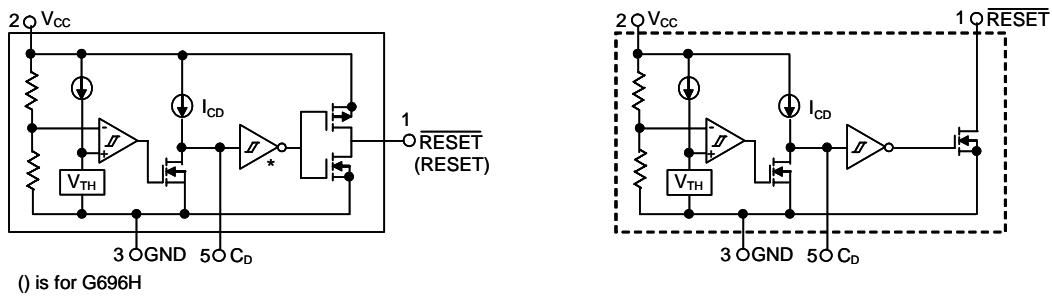 2 VCC
ICD
-
+
VTH
*
1
RESET
(RESET)
3 GND
5 CD
() is for G696H
2 VCC
1 RESET
ICD
-
+
VTH
3 GND
5 CD